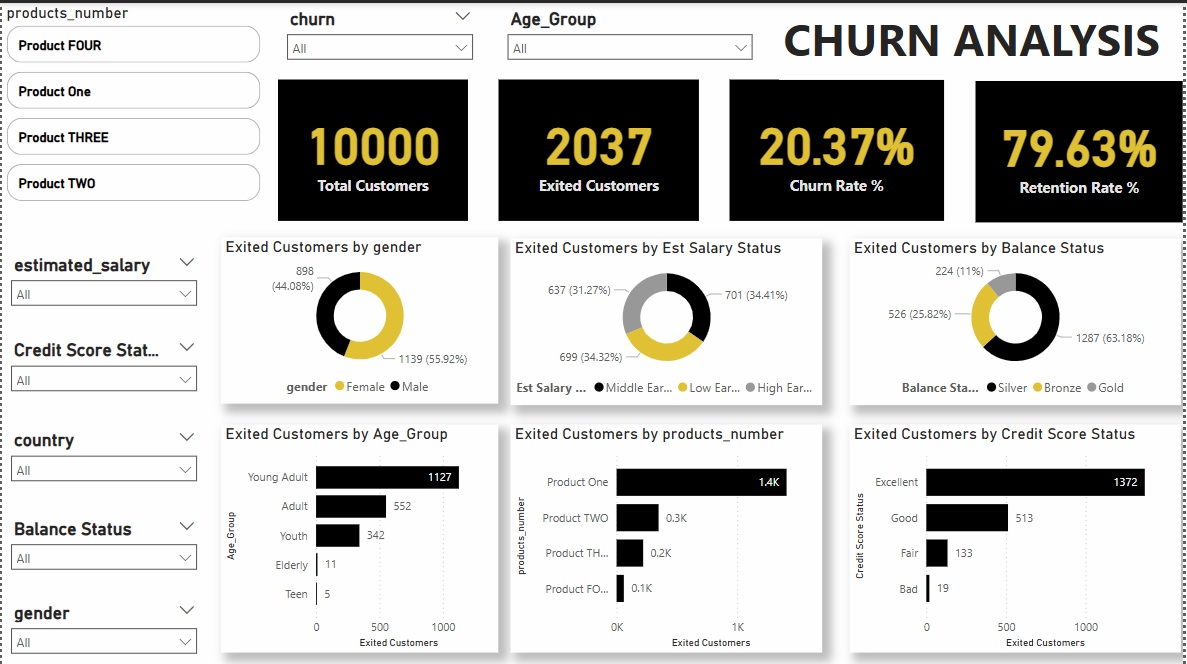 products_number
Product FOUR
Product One
Product THREE
Product TWO
churn
All
Age_Group
All
CHURN ANALYSIS
10000
Total Customers
2037
Exited Customers
20.37%
Churn Rate %
79.63%
Retention Rate %
estimated_salary
All
Credit Score Stat...
All
country
All
Balance Status
All
gender
All
Exited Customers by gender
898
(44.08%)
1139 (55.92%)
gender Female Male
Exited Customers by Est Salary Status
637 (31.27%)
701 (34.41%)
699 (34.32%)
Est Salary ... Middle Ear... Low Ear... High Ear...
Exited Customers by Balance Status
224 (11%)
526 (25.82%)
1287 (63.18%)
Balance Sta... Silver Bronze Gold
Exited Customers by Age_Group
Age_Group
Young Adult 1127
Adult 552
Youth 342
Elderly 11
Teen 5
0 500 1000
Exited Customers
Exited Customers by products_number
products_number
Product One 1.4K
Product TWO 0.3K
Product TH... 0.2K
Product FO... 0.1K
0K 1K
Exited Customers
Exited Customers by Credit Score Status
Credit Score Status
Excellent 1372
Good 513
Fair 133
Bad 19
0 500 1000
Exited Customers